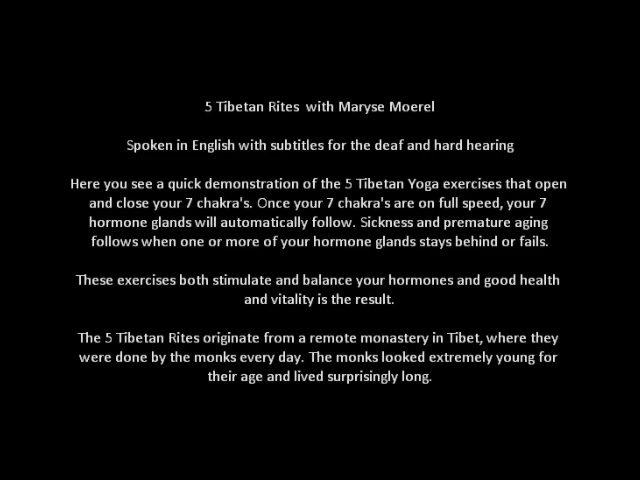 5 Tibetan Rites with Maryse Moerel
Spoken in English with subtitles for the deaf and hard hearing
Here you see a quick demonstration of the 5 Tibetan Yoga exercises that open
and close your 7 chakra's. Once your 7 chakra's are on full speed, your 7
hormone glands will automatically follow. Sickness and premature aging
follows when one or more of your hormone glands stays behind or fails.
These exercises both stimulate and balance your hormones and good health
and vitality is the result.
The 5 Tibetan Rites originate from a remote monastery in Tibet, where they
were done by the monks every day. The monks looked extremely young for
their age and lived surprisingly long.